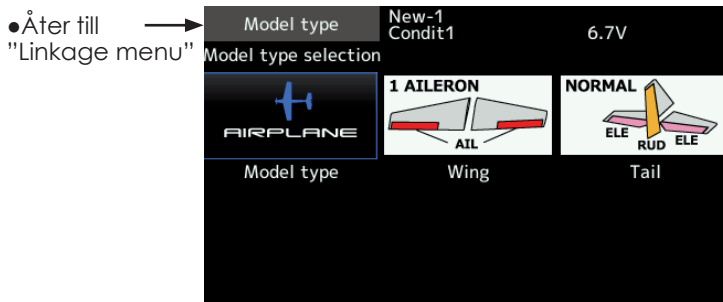 ●Åter till
”Linkage menu”
Model type
New-1
Condit1
6.7V
Model type selection
AIRPLANE
1 AILERON
AIL
NORMAL
ELE
RUD
ELE
Model type
Wing
Tail